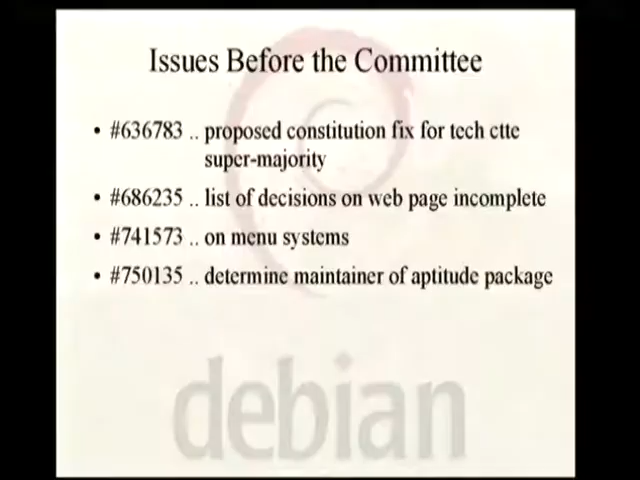 Issues Before the Committee
• #636783 .. proposed constitution fix for tech ctte
super-majority
• #686235 .. list of decisions on web page incomplete
• #741573 .. on menu systems
• #750135 .. determine maintainer of aptitude package
debian